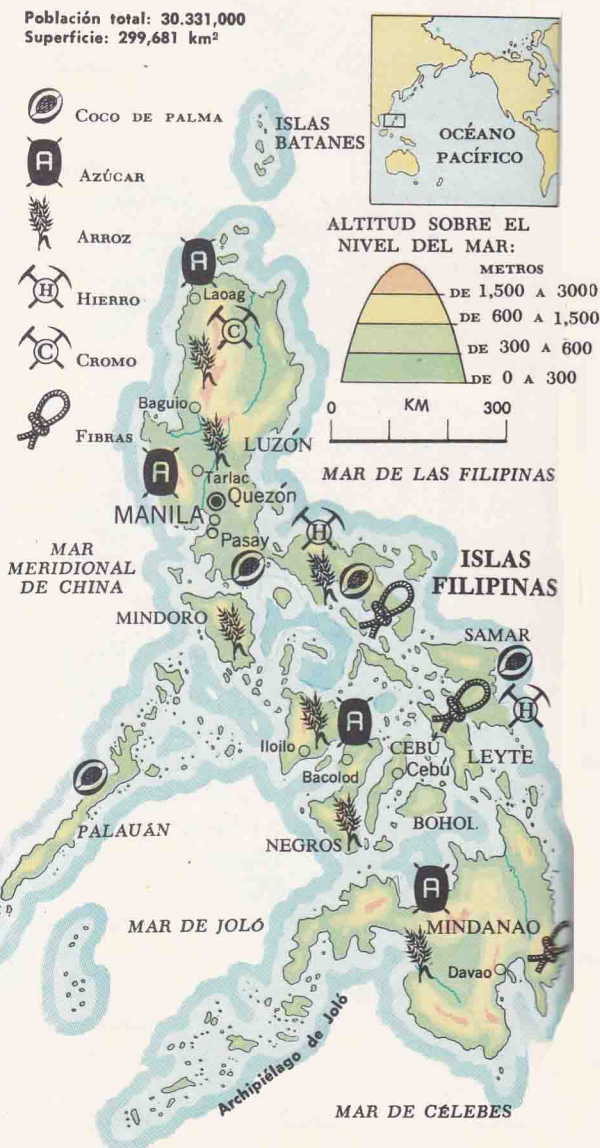 Población total: 30.331,000
Superficie: 299,681 km²
COCO DE PALMA
AZÚCAR
ARROZ
HIERRO
CROMO
FIBRAS
ISLAS
BATANES
OCÉANO
PACÍFICO
ALTITUD SOBRE EL
NIVEL DEL MAR:
METROS
DE 1,500 A 3000
DE 600 A 1,500
DE 300 A 600
DE 0 A 300
0 KM 300
MAR DE LAS FILIPINAS
A
Laoag
C
Baguio
LUZÓN
A
Tarlac
Quezón
MANILA
Pasay
H
MAR
MERIDIONAL
DE CHINA
ISLAS
FILIPINAS
MINDORO
SAMAR
H
A
Iloilo
Bacolod
CEBÚ
Cebú
LEYTE
PALAUÁN
NEGROS
BOHOL
A
MAR DE JOLÓ
MINDANAO
Davao
Archipiélago de Joló
MAR DE CÉLEBES